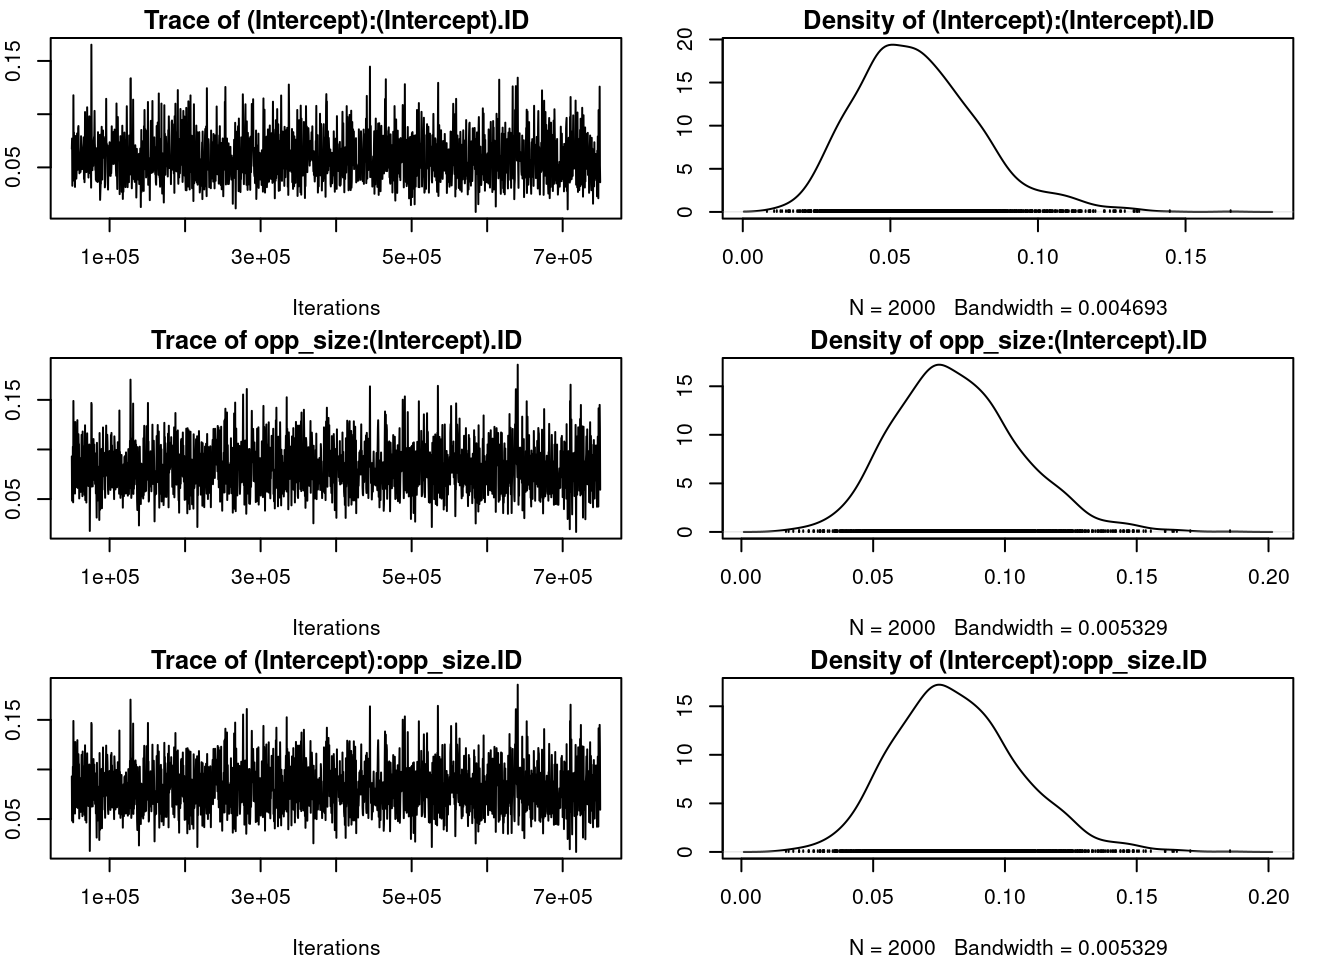 Trace of (Intercept):(Intercept).ID
0.15
0.05
1e+05 3e+05 5e+05 7e+05
Iterations
Density of (Intercept):(Intercept).ID
20
15
10
5
0
0.00 0.05 0.10 0.15
N = 2000 Bandwidth = 0.004693
Trace of opp_size:(Intercept).ID
0.15
0.05
1e+05 3e+05 5e+05 7e+05
Iterations
Density of opp_size:(Intercept).ID
15
10
5
0
0.00 0.05 0.10 0.15 0.20
N = 2000 Bandwidth = 0.005329
Trace of (Intercept):opp_size.ID
0.15
0.05
1e+05 3e+05 5e+05 7e+05
Iterations
Density of (Intercept):opp_size.ID
15
10
5
0
0.00 0.05 0.10 0.15 0.20
N = 2000 Bandwidth = 0.005329